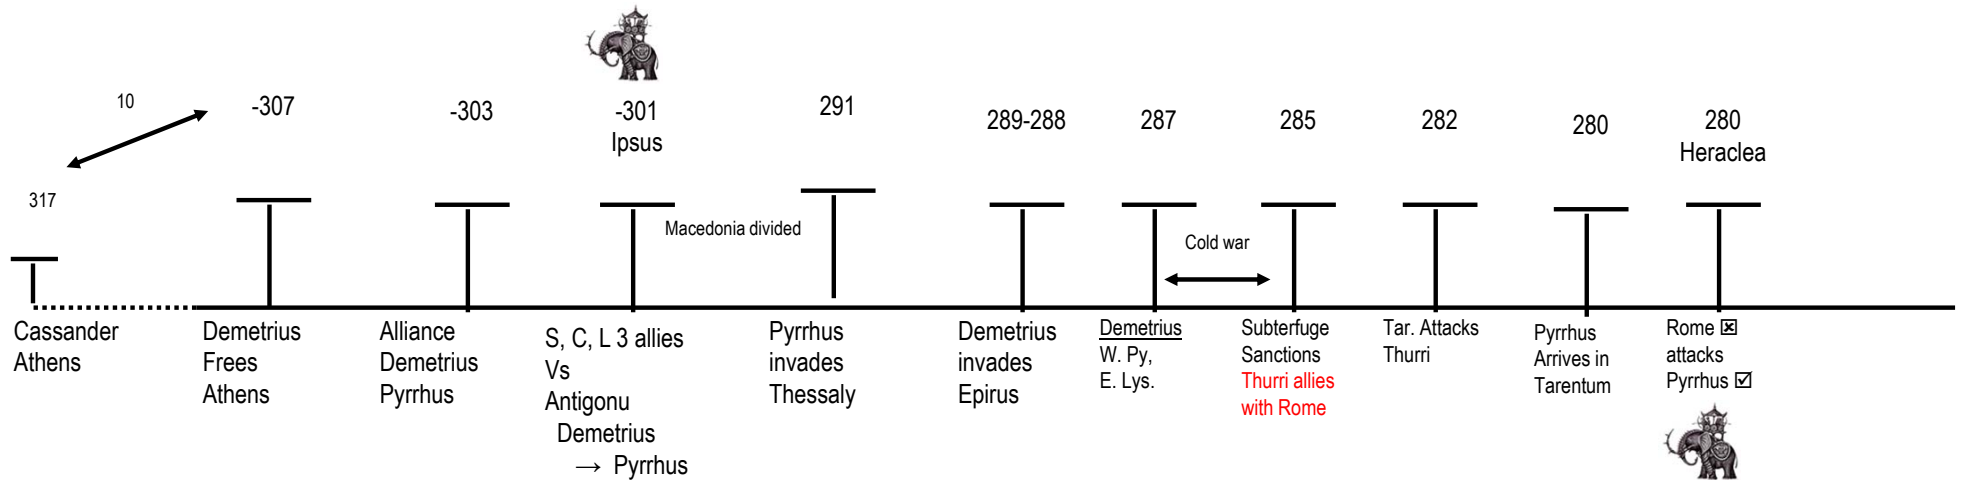 10
-307
-303
-301
Ipsus
291
289-288
287
285
282
280
280
Heraclea
317
Macedonia divided
Cold war
Cassander
Athens
Demetrius
Frees
Athens
Alliance
Demetrius
Pyrrhus
S, C, L 3 allies
Vs
Antigonu
Demetrius
→ Pyrrhus
Pyrrhus
invades
Thessaly
Demetrius
invades
Epirus
Demetrius
W. Py,
E. Lys.
Subterfuge
Sanctions
Thurri allies
with Rome
Tar. Attacks
Thurri
Pyrrhus
Arrives in
Tarentum
Rome ☒
attacks
Pyrrhus ☑